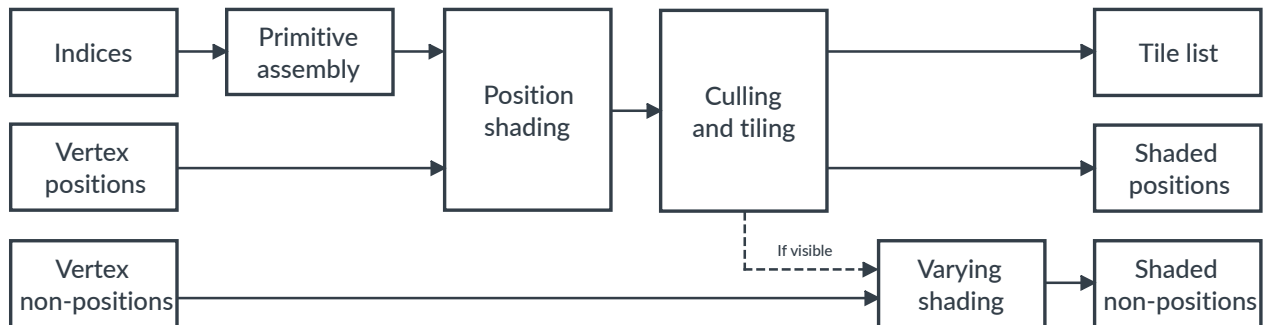 Indices
Primitive
assembly
Position
shading
Culling
and tiling
Tile list
Vertex
positions
Shaded
positions
If visible
Vertex
non-positions
Varying
shading
Shaded
non-positions